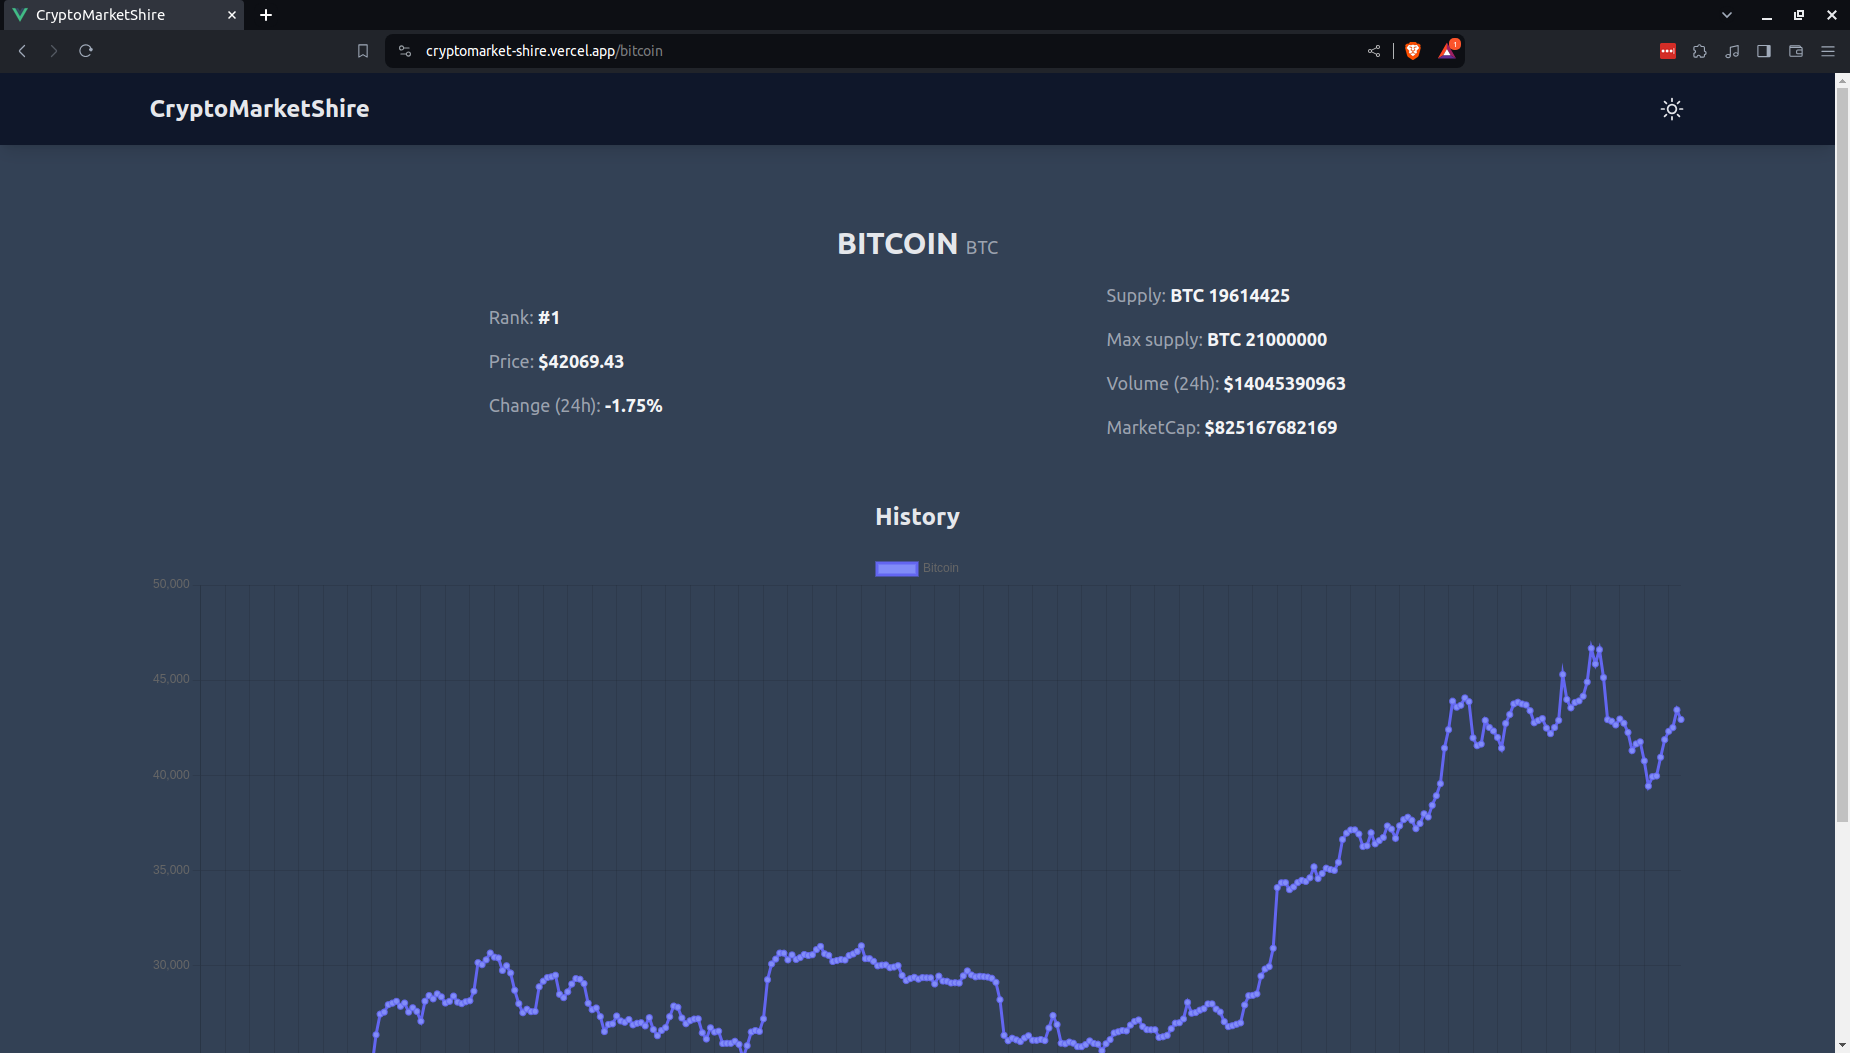 CryptoMarketShire
cryptomarket-shire.vercel.app/bitcoin
1
CryptoMarketShire
BITCOIN BTC
Rank: #1
Price: $42069.43
Change (24h): -1.75%
Supply: BTC 19614425
Max supply: BTC 21000000
Volume (24h): $14045390963
MarketCap: $825167682169
History
Bitcoin
50,000
45,000
40,000
35,000
30,000